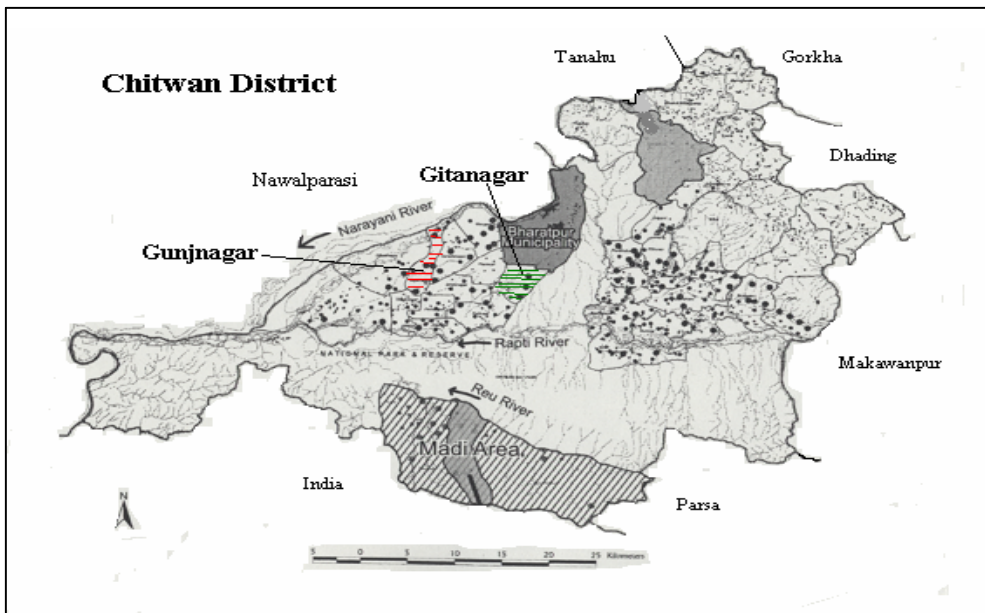 Tanahu
Gorkha
Chitwan District
Dhading
Nawalparasi
Gitanagar
Narayani River
Bharatpur
Municipality
Gunjnagar
Rapti River
NATIONAL PARK & RESERVE
Makawanpur
Reu River
Madi Area
India
Parsa
N
5 0 5 10 15 20 25 Kilometers